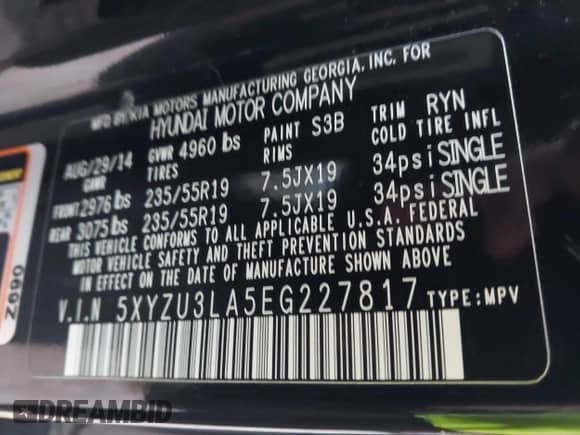 MFD BY KIA MOTORS MANUFACTURING GEORGIA, INC. FOR
HYUNDAI MOTOR COMPANY
AUG/29/14 GVWR 4960 lbs PAINT S3B TRIM RYN
GAWR TIRES RIMS COLD TIRE INFL
FRONT 2976 lbs 235/55R19 7.5JX19 34psi SINGLE
REAR 3075 lbs 235/55R19 7.5JX19 34psi SINGLE
THIS VEHICLE CONFORMS TO ALL APPLICABLE U.S.A. FEDERAL
MOTOR VEHICLE SAFETY AND THEFT PREVENTION STANDARDS
IN EFFECT ON THE DATE OF MANUFACTURE SHOWN ABOVE
V.I.N 5XYZU3LA5EG227817 TYPE:MPV
Z690
DREAMBID